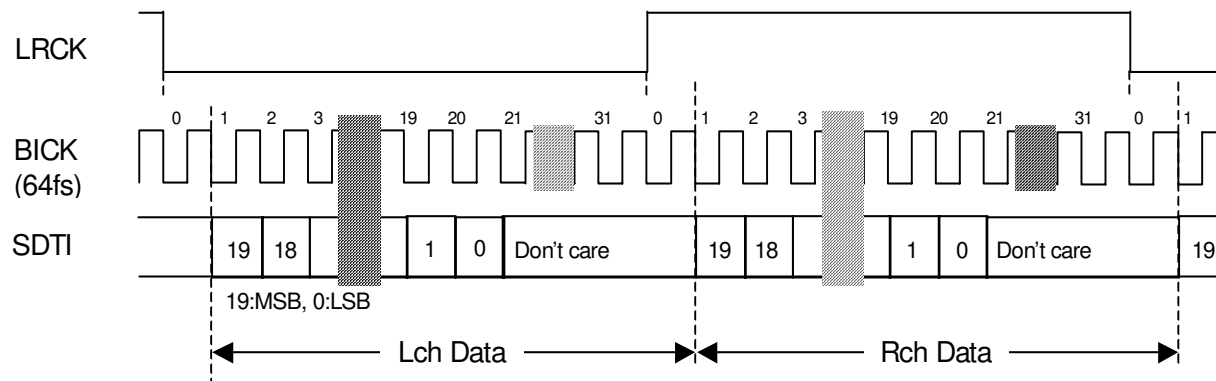 LRCK
0 1 2 3 19 20 21 31 0 1 2 3 19 20 21 31 0 1
BICK
(64fs)
SDTI
19 18 1 0 Don't care 19 18 1 0 Don't care 19
19:MSB, 0:LSB
Lch Data Rch Data